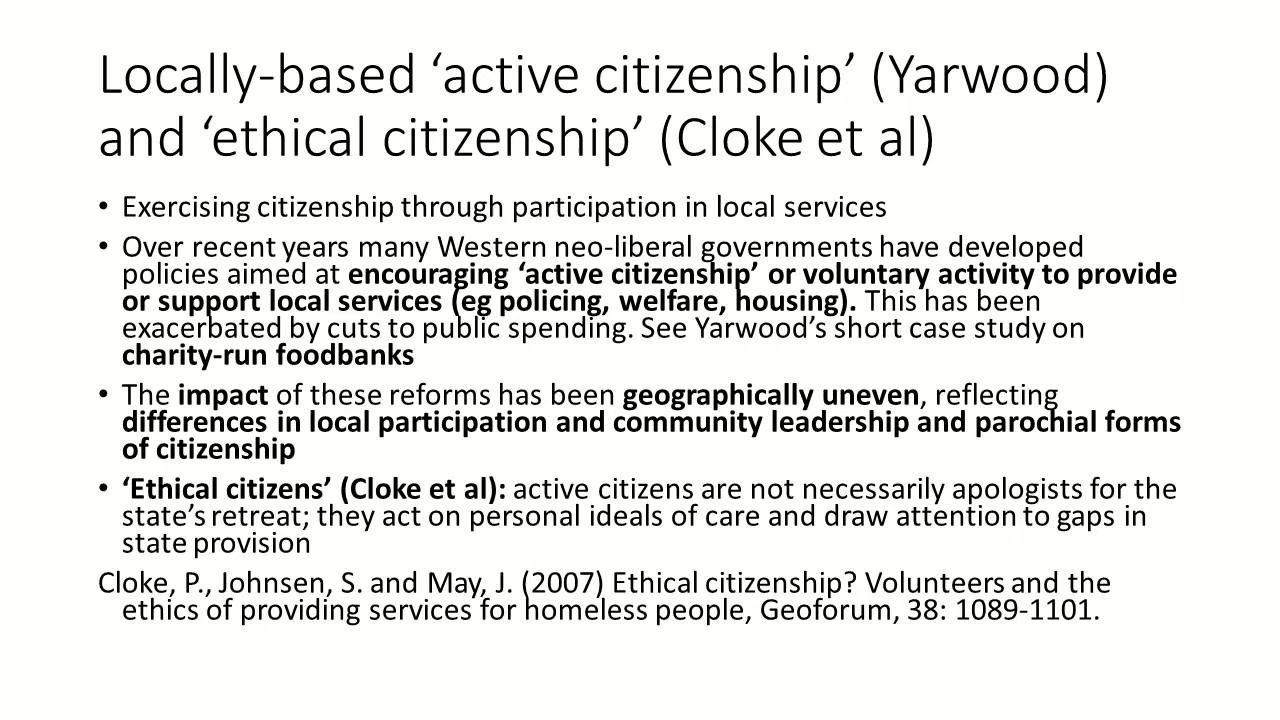 Locally-based ‘active citizenship’ (Yarwood)
and ‘ethical citizenship’ (Cloke et al)
• Exercising citizenship through participation in local services
• Over recent years many Western neo-liberal governments have developed
policies aimed at encouraging ‘active citizenship’ or voluntary activity to provide
or support local services (eg policing, welfare, housing). This has been
exacerbated by cuts to public spending. See Yarwood’s short case study on
charity-run foodbanks
• The impact of these reforms has been geographically uneven, reflecting
differences in local participation and community leadership and parochial forms
of citizenship
• ‘Ethical citizens’ (Cloke et al): active citizens are not necessarily apologists for the
state’s retreat; they act on personal ideals of care and draw attention to gaps in
state provision
Cloke, P., Johnsen, S. and May, J. (2007) Ethical citizenship? Volunteers and the
ethics of providing services for homeless people, Geoforum, 38: 1089-1101.